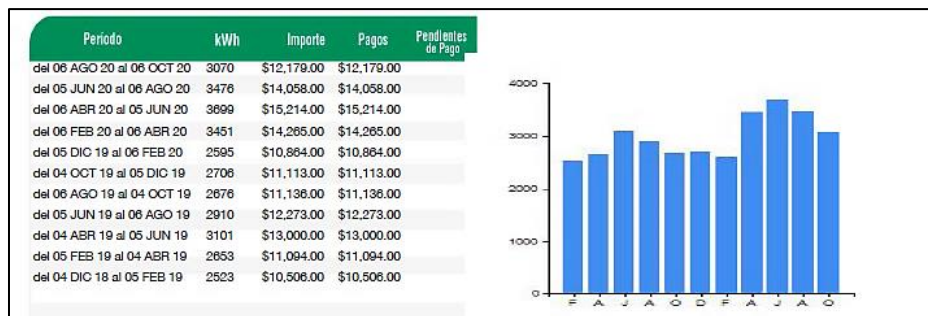 Período kWh Importe Pagos Pendientes de Pago
del 06 AGO 20 al 06 OCT 20 3070 $12,179.00 $12,179.00
del 05 JUN 20 al 06 AGO 20 3476 $14,058.00 $14,058.00
del 06 ABR 20 al 05 JUN 20 3699 $15,214.00 $15,214.00
del 06 FEB 20 al 06 ABR 20 3451 $14,265.00 $14,265.00
del 05 DIC 19 al 06 FEB 20 2595 $10,864.00 $10,864.00
del 04 OCT 19 al 05 DIC 19 2706 $11,113.00 $11,113.00
del 06 AGO 19 al 04 OCT 19 2676 $11,136.00 $11,136.00
del 05 JUN 19 al 06 AGO 19 2910 $12,273.00 $12,273.00
del 04 ABR 19 al 05 JUN 19 3101 $13,000.00 $13,000.00
del 05 FEB 19 al 04 ABR 19 2653 $11,094.00 $11,094.00
del 04 DIC 18 al 05 FEB 19 2523 $10,506.00 $10,506.00
4000
3000
2000
1000
0
F A J A O D F A J A O